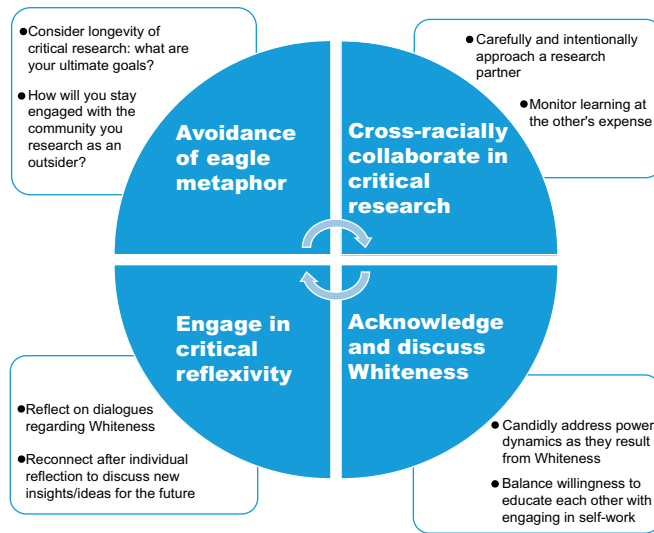 ● Consider longevity of
critical research: what are
your ultimate goals?
● How will you stay
engaged with the
community you
research as an
outsider?
● Carefully and intentionally
approach a research
partner
● Monitor learning at
the other's expense
Avoidance
of eagle
metaphor
Cross-racially
collaborate in
critical
research
Engage in
critical
reflexivity
Acknowledge
and discuss
Whiteness
● Reflect on dialogues
regarding Whiteness
● Reconnect after individual
reflection to discuss new
insights/ideas for the future
● Candidly address power
dynamics as they result
from Whiteness
● Balance willingness to
educate each other with
engaging in self-work